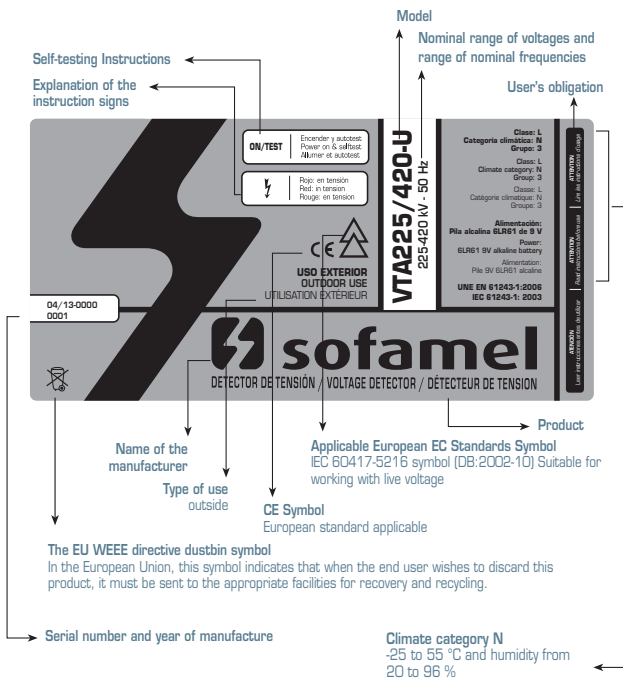 Model
Nominal range of voltages and
range of nominal frequencies
Self-testing Instructions
Explanation of the
instruction signs
User's obligation
ON/TEST
Encender y autotest
Power on & selftest
Allumer et autotest
Rojo: en tensión
Red: in tension
Rouge: en tension
CE
USO EXTERIOR
OUTDOOR USE
UTILISATION EXTÉRIEUR
VTA225/420-U
225-420 kV - 50 Hz
Clase: L
Categoría climática: N
Grupo: 3
Class: L
Climate category: N
Group: 3
Classe: L
Catégorie climatique: N
Groupe: 3
Alimentación:
Pila alcalina 6LR61 de 9 V
Power:
6LR61 9V alkaline battery
Alimentation:
Pile 9V 6LR61 alcaline
UNE EN 61243-1:2006
IEC 61243-1: 2003
ATTENTION
Lire les instructions d'usage
ATTENTION
Read instructions before use
ATENCIÓN
Leer instrucciones antes de utilizar
04/13-0000
0001
sofamel
DETECTOR DE TENSIÓN / VOLTAGE DETECTOR / DÉTECTEUR DE TENSION
Product
Name of the
manufacturer
Applicable European EC Standards Symbol
IEC 60417-5216 symbol (DB:2002-10) Suitable for
working with live voltage
Type of use
outside
CE Symbol
European standard applicable
The EU WEEE directive dustbin symbol
In the European Union, this symbol indicates that when the end user wishes to discard this
product, it must be sent to the appropriate facilities for recovery and recycling.
Serial number and year of manufacture
Climate category N
-25 to 55 °C and humidity from
20 to 96 %